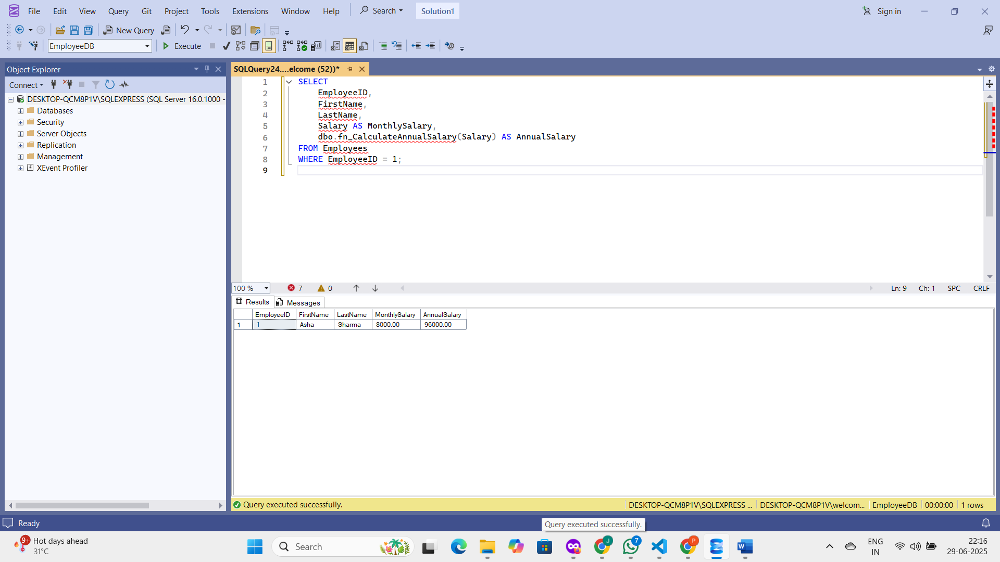 File Edit View Query Git Project Tools Extensions Window Help Search Solution1 Sign in
New Query
EmployeeDB Execute
Object Explorer
Connect
DESKTOP-QCM8P1V\SQLEXPRESS (SQL Server 16.0.1000 -
Databases
Security
Server Objects
Replication
Management
XEvent Profiler
SQLQuery24....elcome (52))*
1 SELECT
2 EmployeeID,
3 FirstName,
4 LastName,
5 Salary AS MonthlySalary,
6 dbo.fn_CalculateAnnualSalary(Salary) AS AnnualSalary
7 FROM Employees
8 WHERE EmployeeID = 1;
9
100 % 7 0 Ln: 9 Ch: 1 SPC CRLF
Results Messages
EmployeeID FirstName LastName MonthlySalary AnnualSalary
1 1 Asha Sharma 8000.00 96000.00
Query executed successfully. DESKTOP-QCM8P1V\SQLEXPRESS ... DESKTOP-QCM8P1V\welcom... EmployeeDB 00:00:00 1 rows
Ready
Query executed successfully.
9+ Hot days ahead
31°C
Search
J
7
P
ENG
IN
22:16
29-06-2025